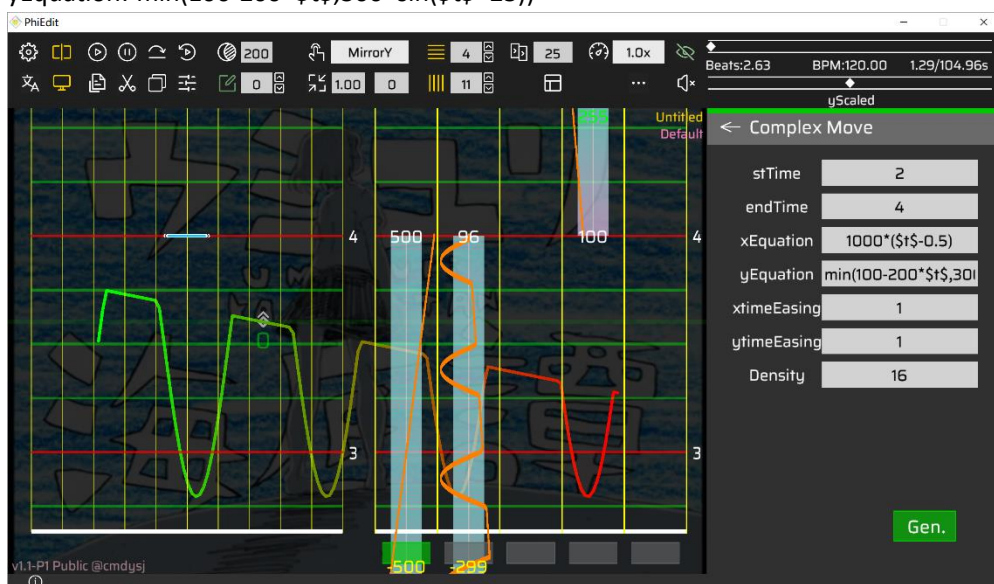 yEquation: min(100-200*$t$,300*sin($t$*25))
PhiEdit
200
MirrorY
4
25
1.0x
Beats:2.63
BPM:120.00
1.29/104.96s
0
1.00
0
11
yScaled
255
Untitled
Default
Complex Move
stTime
2
endTime
4
4
500
96
100
4
xEquation
1000*($t$-0.5)
yEquation
min(100-200*$t$,30(
xtimeEasing
1
0
ytimeEasing
1
Density
16
3
3
Gen.
-500
-299
v1.1-P1 Public @cmdysj